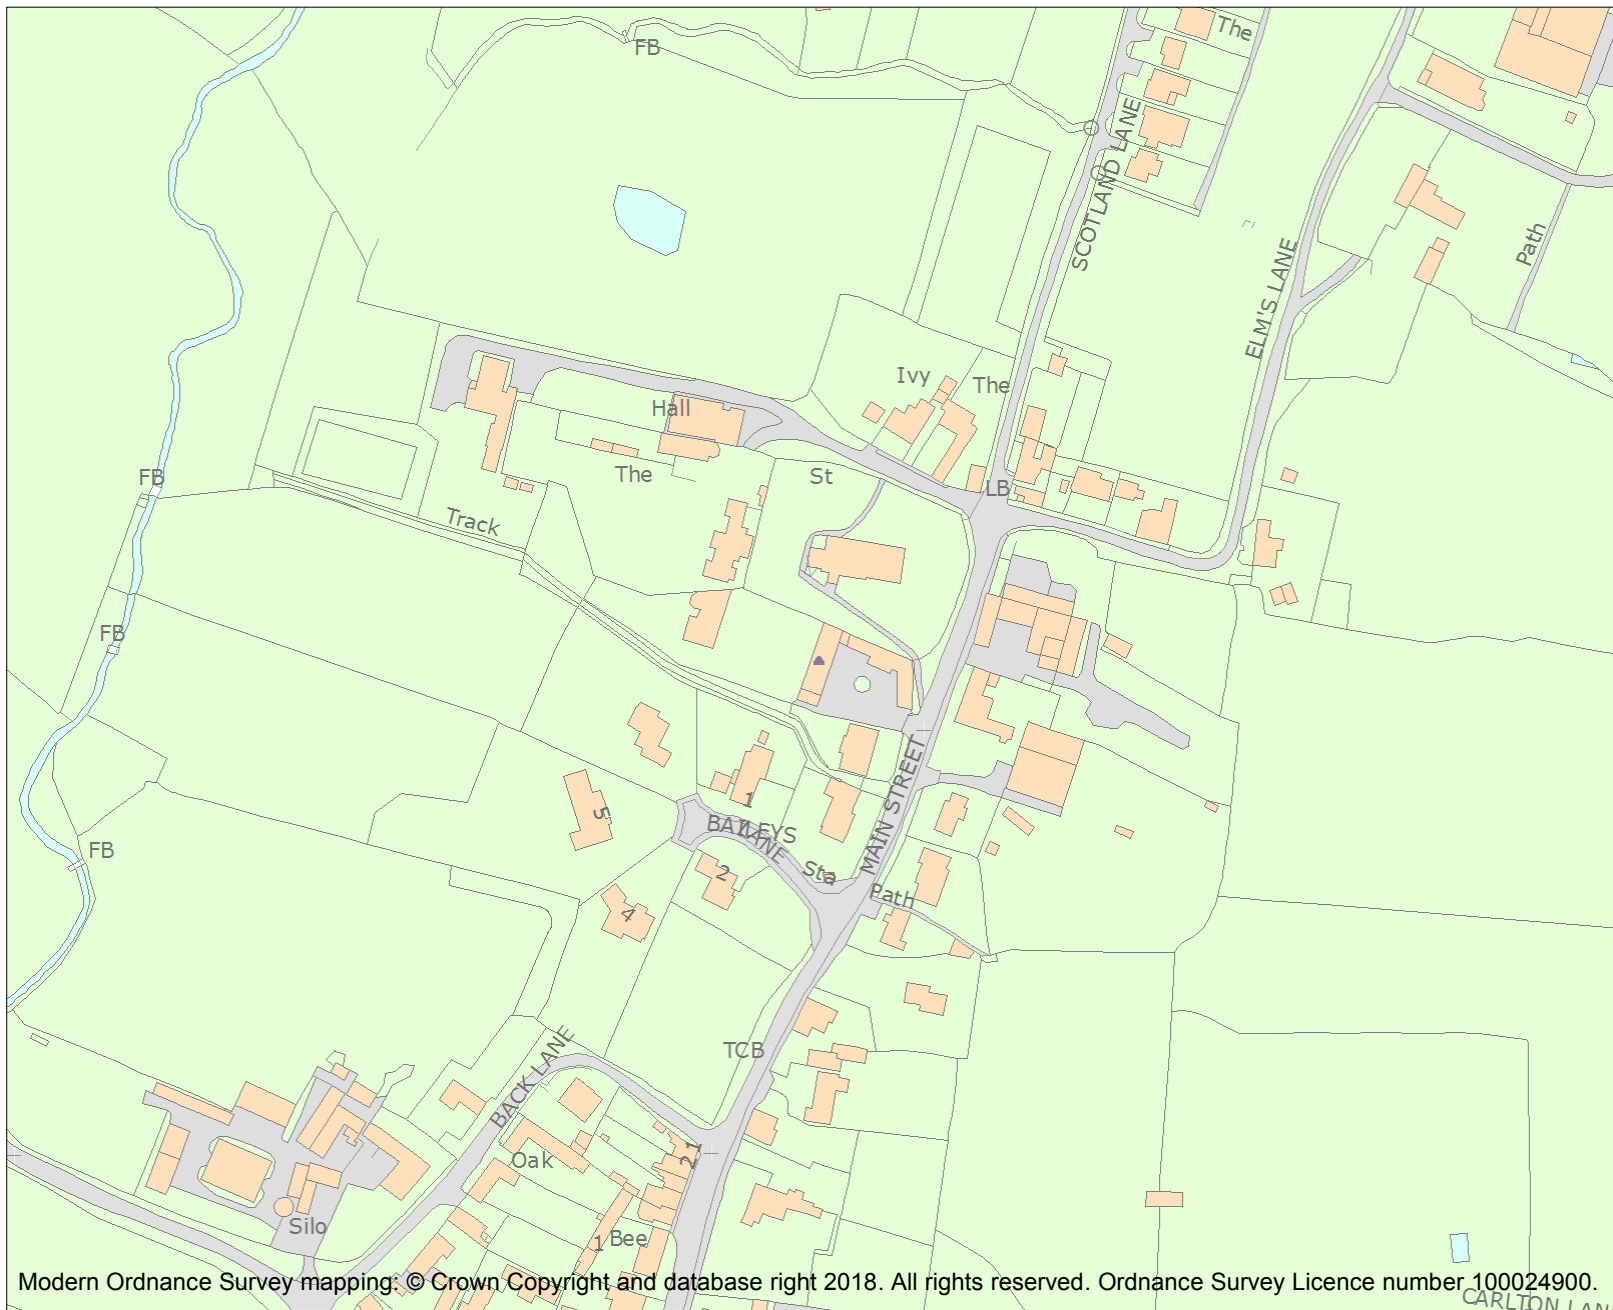 The
FB
SCOTLAND LANE
Path
ELM'S LANE
Ivy
The
Hall
The
St
LB
FB
Track
FB
MAIN STREET
1
5
BAILEYS
LANE
FB
2
Sta
Path
4
TCB
BACK LANE
1
2
Oak
Silo
1
Bee
Modern Ordnance Survey mapping: © Crown Copyright and database right 2018. All rights reserved. Ordnance Survey Licence number 100024900.